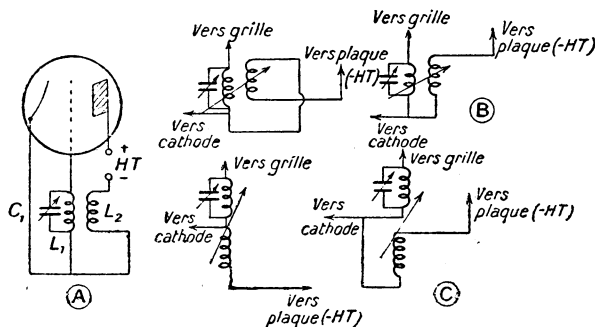 Vers grille
Vers plaque
(-HT)
Vers
cathode
Vers grille
Vers
plaque (-HT)
B
Vers
cathode
+
HT
–
C₁
L₁
L₂
A
Vers grille
Vers
cathode
Vers
plaque (-HT)
Vers grille
Vers
cathode
Vers
plaque (-HT)
C